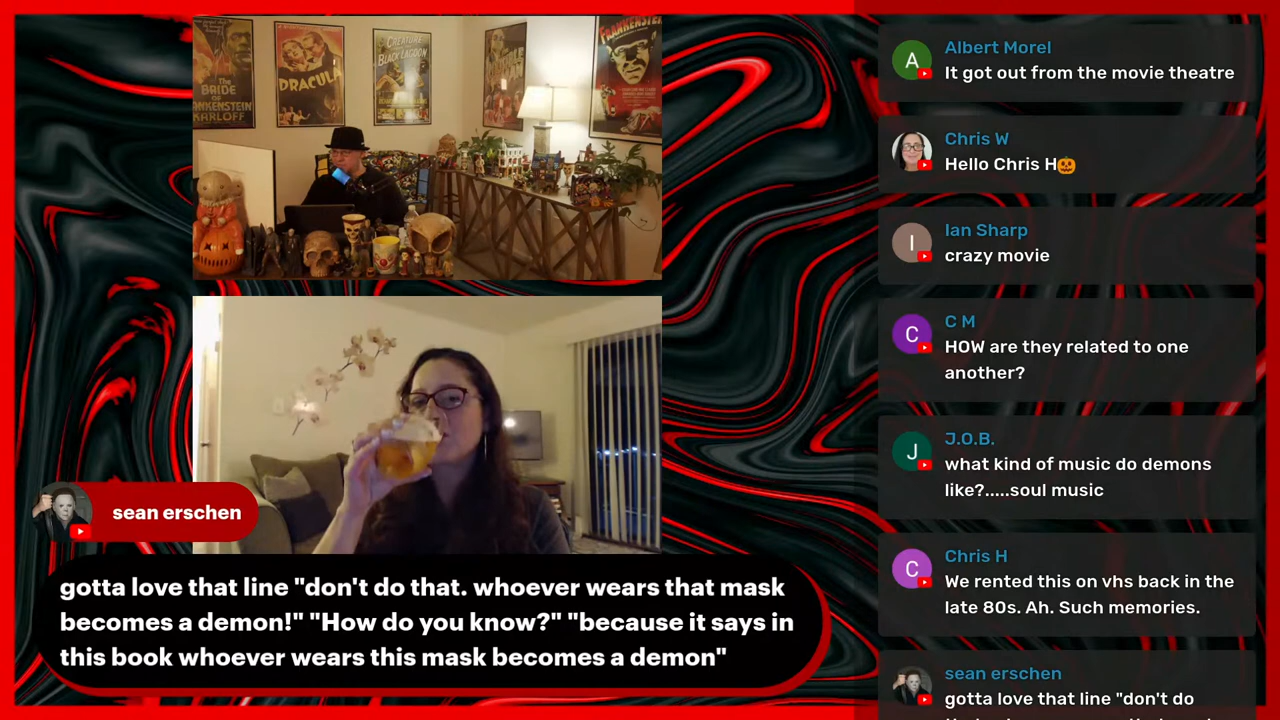 The
BRIDE
OF
KARLOFF
DRACULA
CREATURE
BLACK LAGOON
FRANKENSTEIN
A
Albert Morel
It got out from the movie theatre
Chris W
Hello Chris H🎃
I
Ian Sharp
crazy movie
C
C M
HOW are they related to one
another?
J
J.O.B.
what kind of music do demons
like?.....soul music
C
Chris H
We rented this on vhs back in the
late 80s. Ah. Such memories.
sean erschen
gotta love that line "don't do
sean erschen
gotta love that line "don't do that. whoever wears that mask
becomes a demon!" "How do you know?" "because it says in
this book whoever wears this mask becomes a demon"